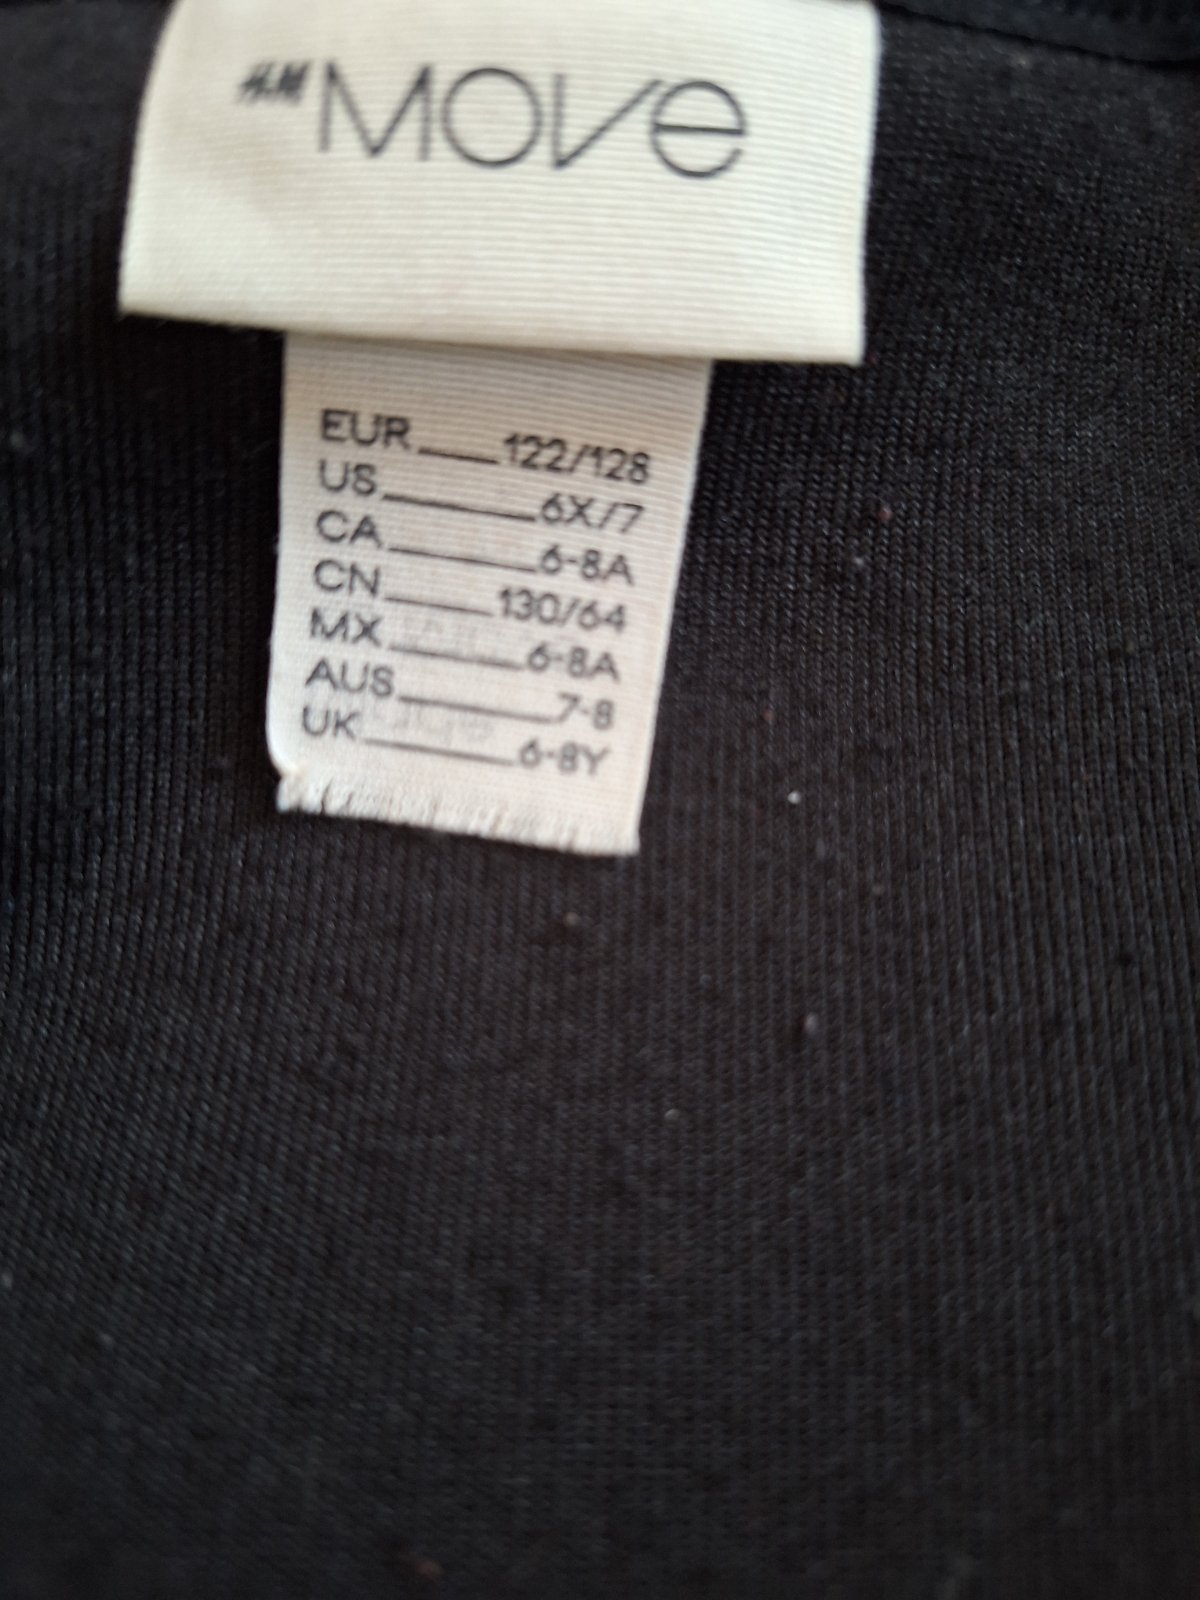 H&M Move
EUR 122/128
US 6X/7
CA 6-8A
CN 130/64
MX 6-8A
AUS 7-8
UK 6-8Y